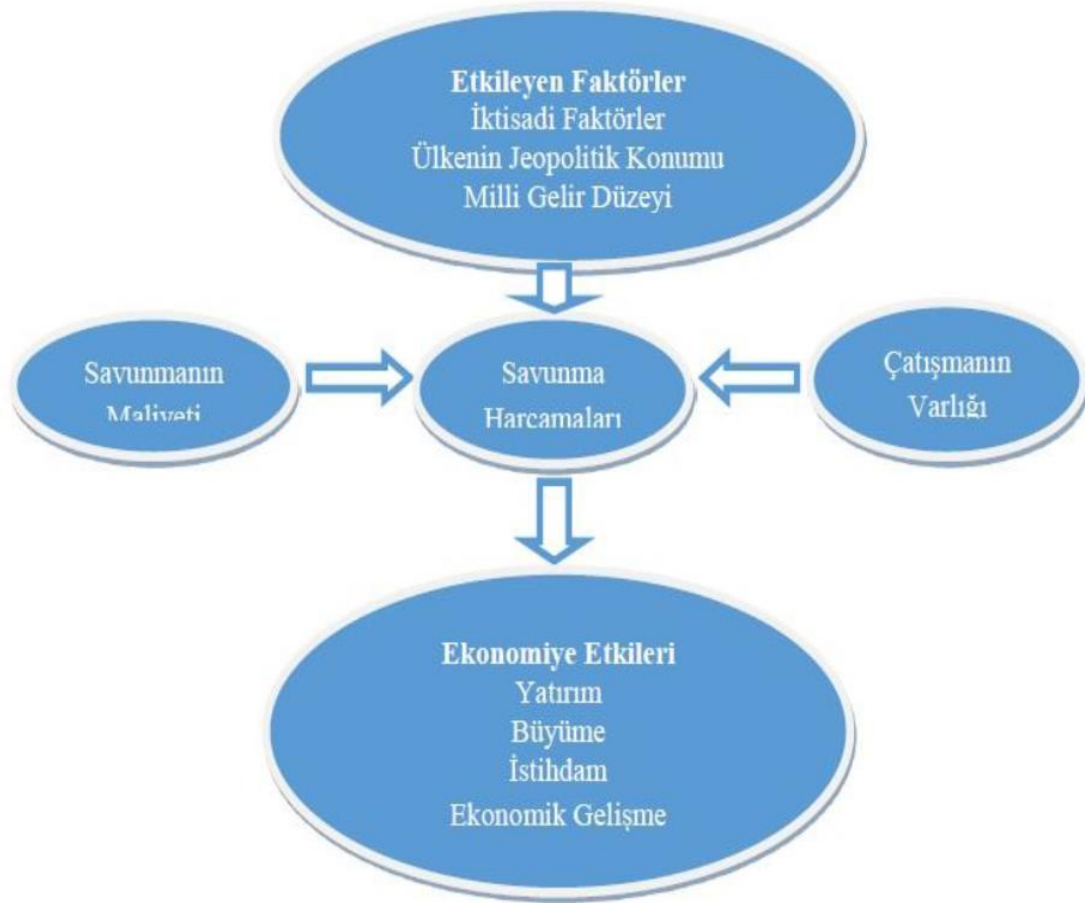 Etkileyen Faktörler
İktisadi Faktörler
Ülkenin Jeopolitik Konumu
Milli Gelir Düzeyi
Savunmanın
Maliyeti
Savunma
Harcamaları
Çatışmanın
Varlığı
Ekonomiye Etkileri
Yatırım
Büyüme
İstihdam
Ekonomik Gelişme